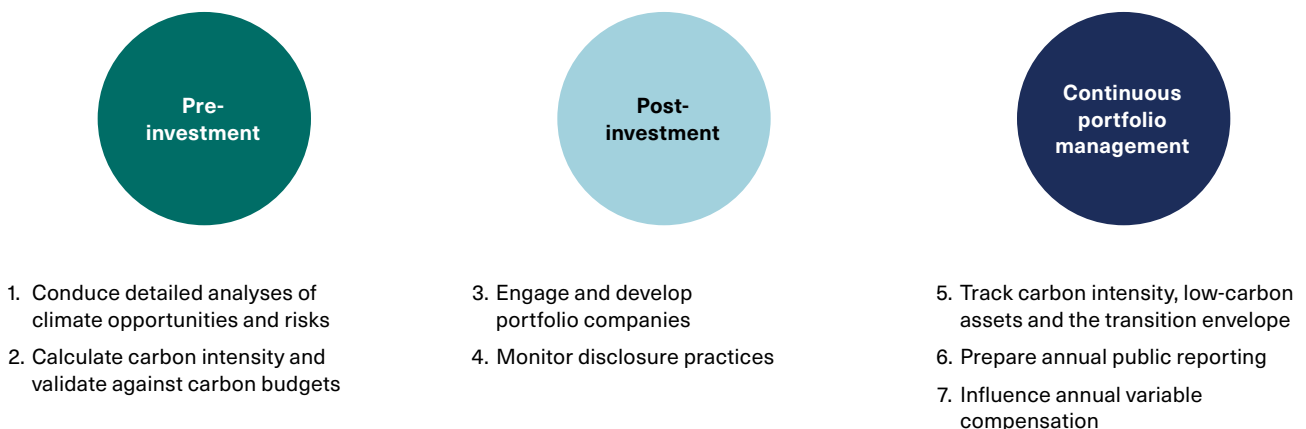 Pre-
investment
Post-
investment
Continuous
portfolio
management
1. Conduce detailed analyses of
climate opportunities and risks
2. Calculate carbon intensity and
validate against carbon budgets
3. Engage and develop
portfolio companies
4. Monitor disclosure practices
5. Track carbon intensity, low-carbon
assets and the transition envelope
6. Prepare annual public reporting
7. Influence annual variable
compensation